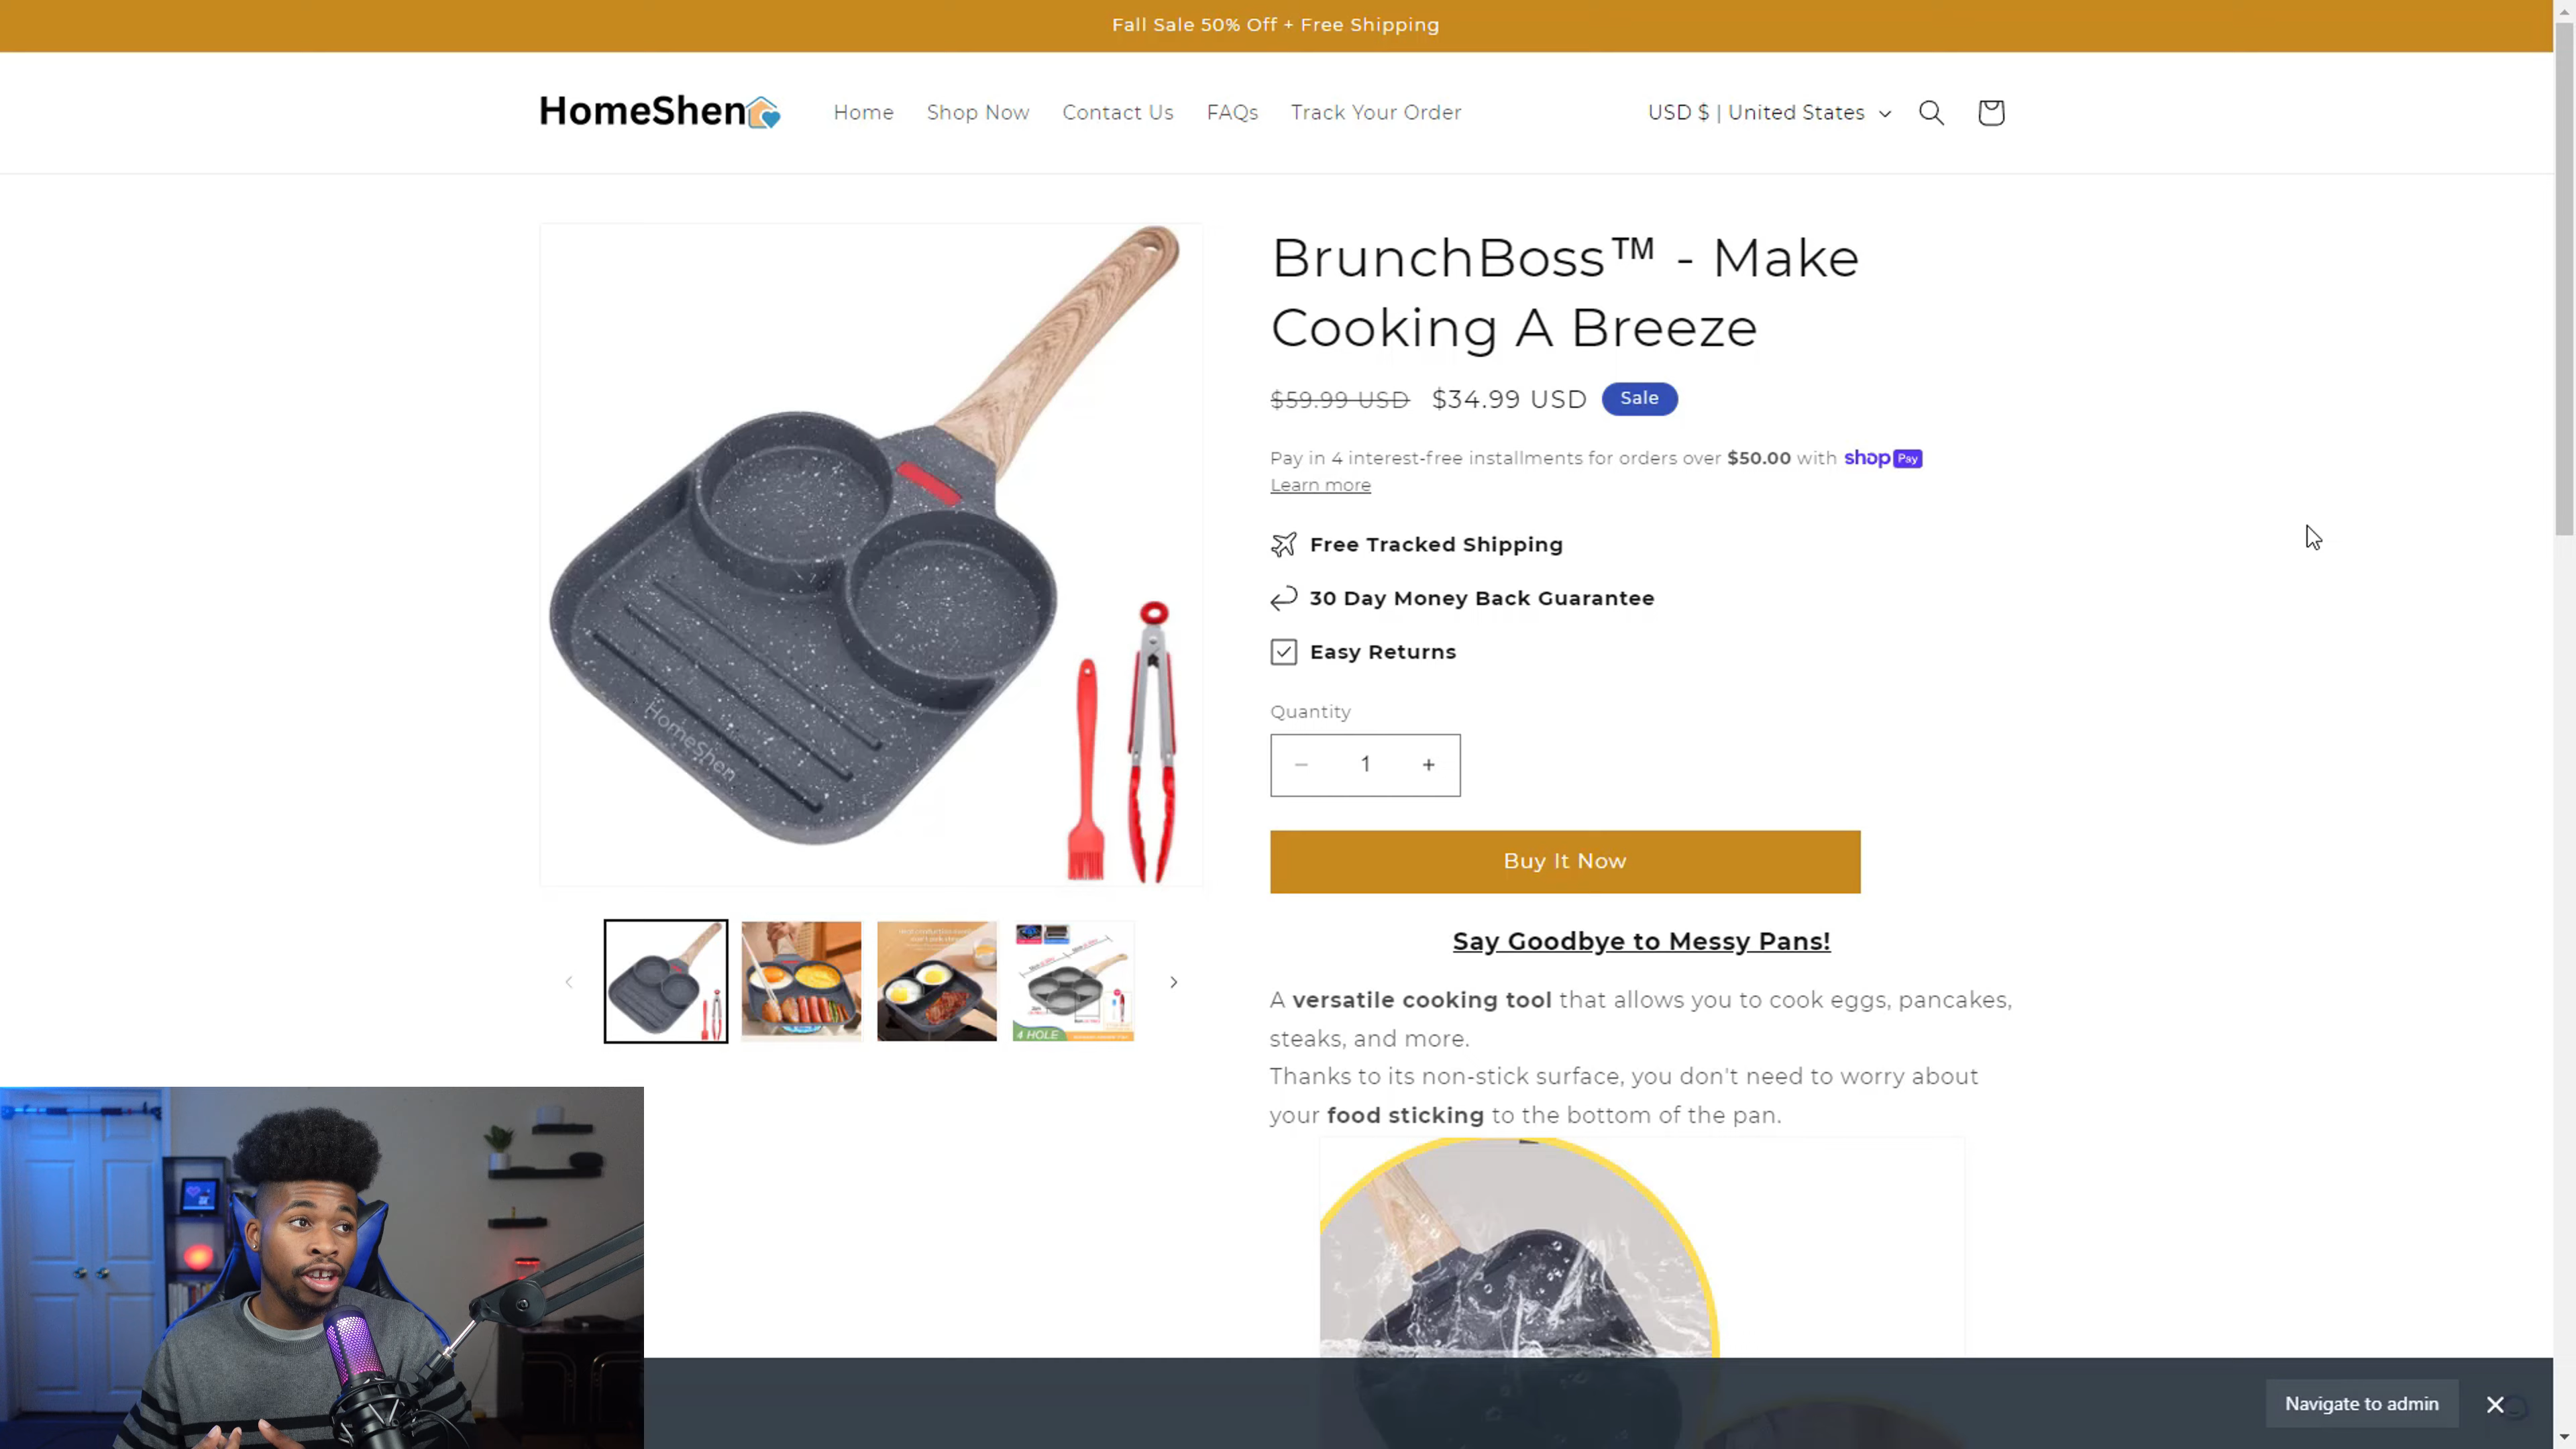 Fall Sale 50% Off + Free Shipping
HomeShen
Home
Shop Now
Contact Us
FAQs
Track Your Order
USD $ | United States
BrunchBoss™ - Make
Cooking A Breeze
$59.99 USD
$34.99 USD
Sale
Pay in 4 interest-free installments for orders over $50.00 with shop Pay
Learn more
Free Tracked Shipping
30 Day Money Back Guarantee
Easy Returns
Quantity
1
Buy It Now
HomeShen
4 HOLE
Say Goodbye to Messy Pans!
A versatile cooking tool that allows you to cook eggs, pancakes,
steaks, and more.
Thanks to its non-stick surface, you don't need to worry about
your food sticking to the bottom of the pan.
Navigate to admin